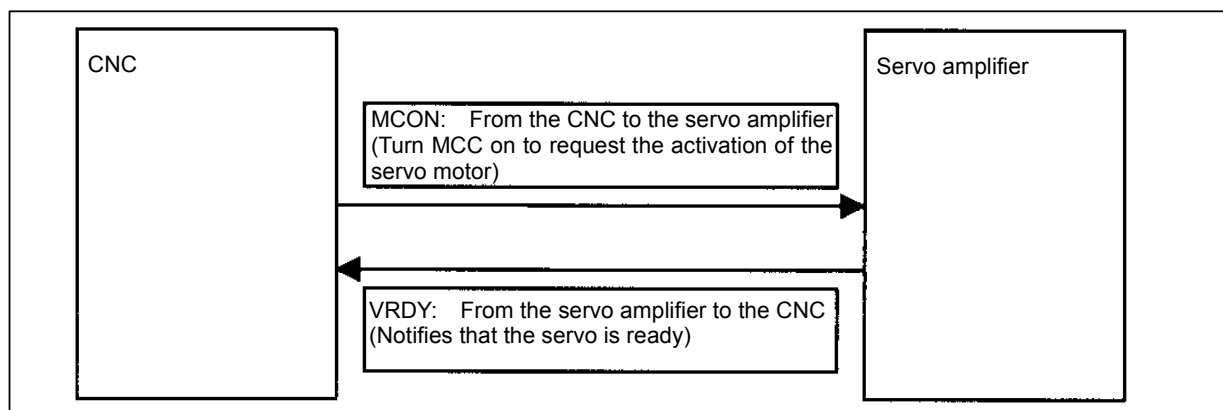 CNC
Servo amplifier
MCON: From the CNC to the servo amplifier
(Turn MCC on to request the activation of the
servo motor)
VRDY: From the servo amplifier to the CNC
(Notifies that the servo is ready)